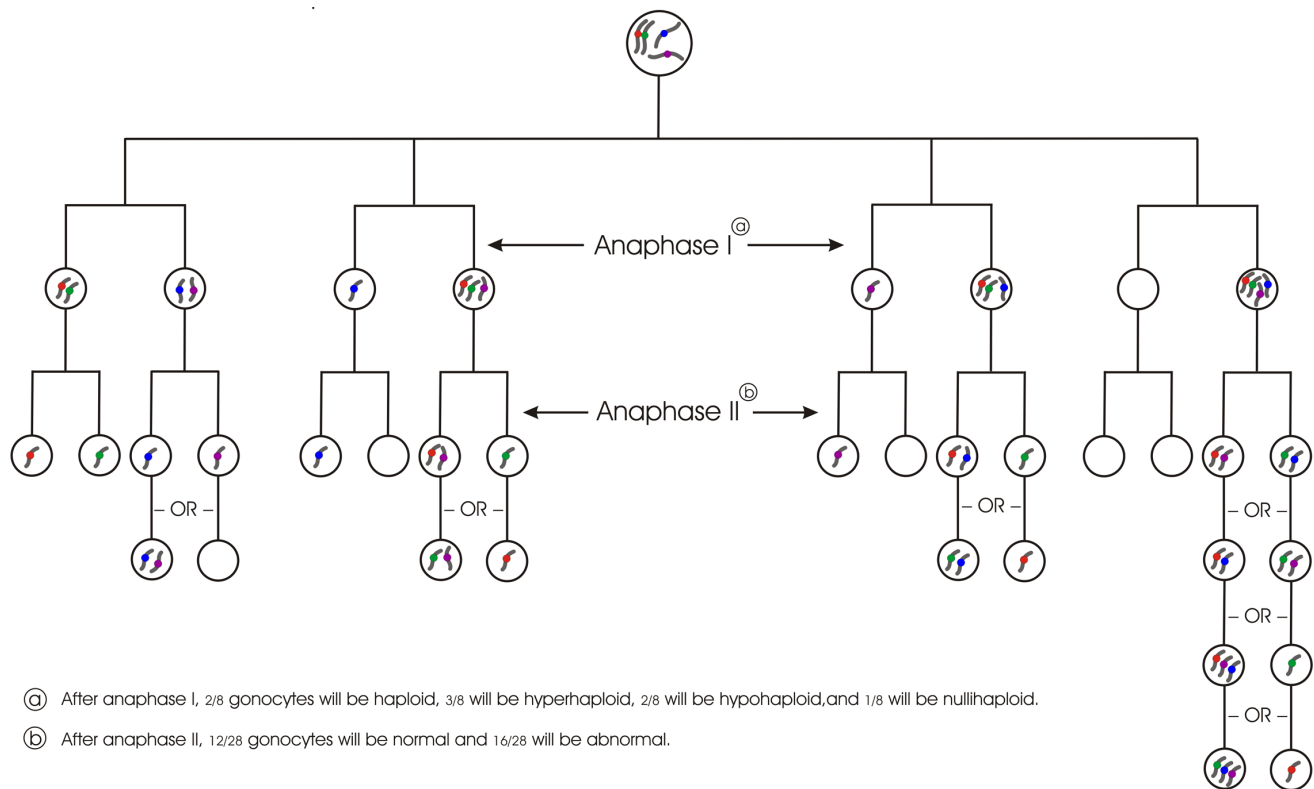 Anaphase I ⓐ
Anaphase II ⓑ
– OR –
– OR –
– OR –
– OR –
– OR –
– OR –
ⓐ After anaphase I, 2/8 gonocytes will be haploid, 3/8 will be hyperhaploid, 2/8 will be hypohaploid,and 1/8 will be nullihaploid.
ⓑ After anaphase II, 12/28 gonocytes will be normal and 16/28 will be abnormal.